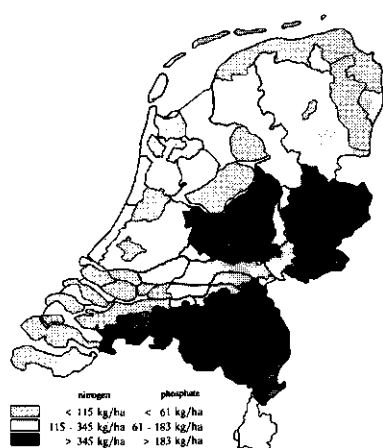 nitrogen phosphate
< 115 kg/ha < 61 kg/ha
115 - 345 kg/ha 61 - 183 kg/ha
> 345 kg/ha > 183 kg/ha